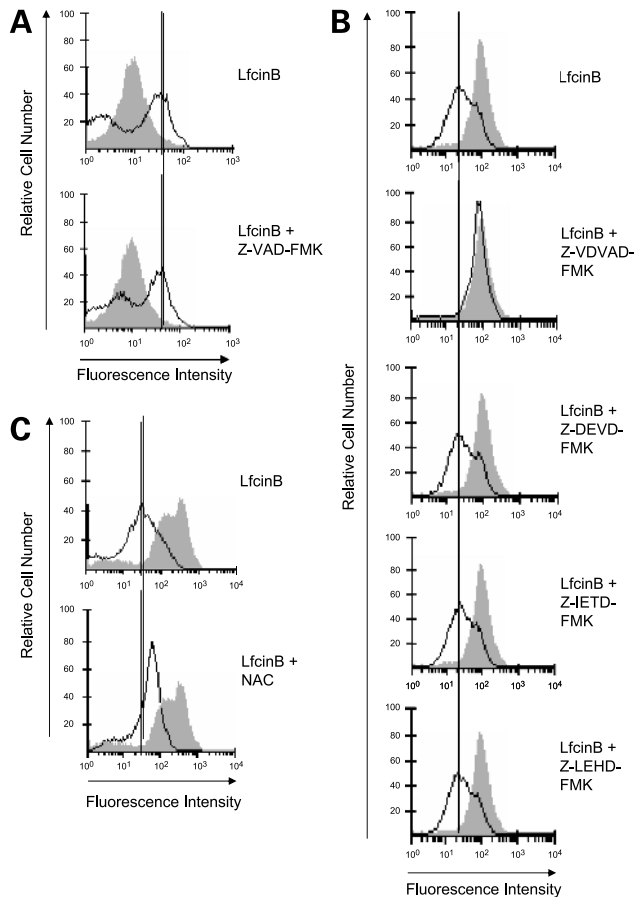 A
Relative Cell Number
100
80
60
40
20
10⁰ 10¹ 10² 10³
LfcinB
100
80
60
40
20
10⁰ 10¹ 10² 10³
LfcinB +
Z-VAD-FMK
Fluorescence Intensity
B
Relative Cell Number
100
80
60
40
20
10⁰ 10¹ 10² 10³ 10⁴
LfcinB
100
80
60
40
20
10⁰ 10¹ 10² 10³ 10⁴
LfcinB +
Z-VDVAD-
FMK
100
80
60
40
20
10⁰ 10¹ 10² 10³ 10⁴
LfcinB +
Z-DEVD-
FMK
100
80
60
40
20
10⁰ 10¹ 10² 10³ 10⁴
LfcinB +
Z-IETD-
FMK
100
80
60
40
20
10⁰ 10¹ 10² 10³ 10⁴
LfcinB +
Z-LEHD-
FMK
Fluorescence Intensity
C
Relative Cell Number
100
80
60
40
20
10⁰ 10¹ 10² 10³ 10⁴
LfcinB
100
80
60
40
20
10⁰ 10¹ 10² 10³ 10⁴
LfcinB +
NAC
Fluorescence Intensity